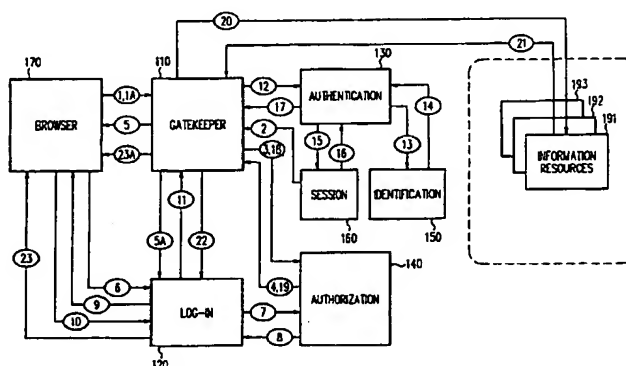 20
21
170
110
130
193
192
191
BROWSER
1,1A
5
23A
GATEKEEPER
12
17
2
3,18
AUTHENTICATION
14
15
16
13
SESSION
160
IDENTIFICATION
150
INFORMATION
RESOURCES
11
5A
22
4,19
140
23
6
9
10
LOG-IN
120
7
8
AUTHORIZATION